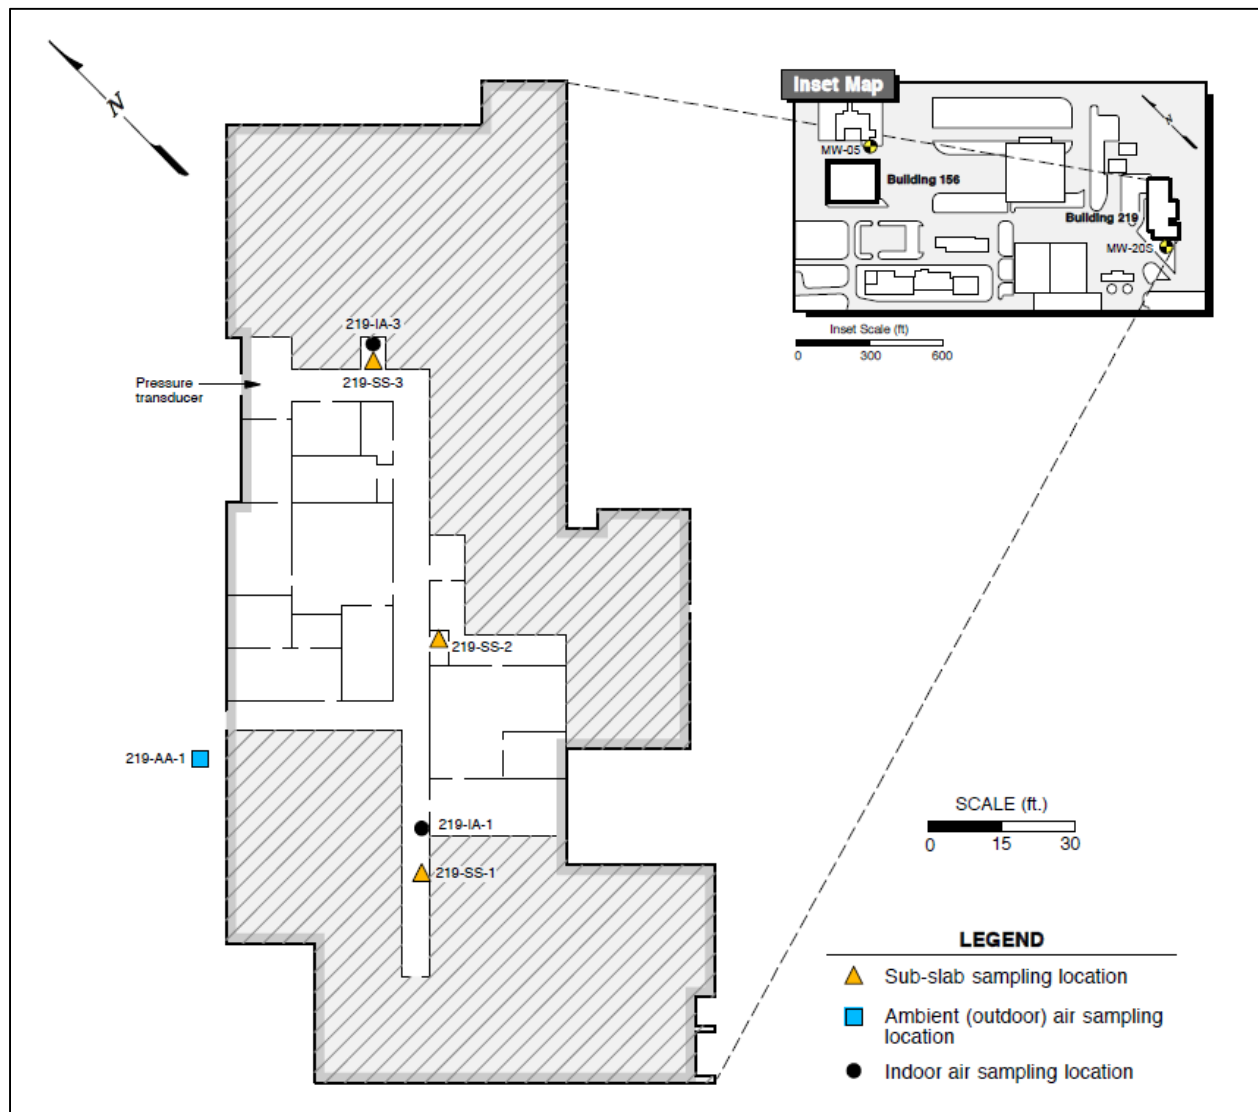 N
Inset Map
N
MW-05
Building 156
Building 219
MW-20S
Inset Scale (ft)
0 300 600
219-IA-3
219-SS-3
Pressure
transducer
219-SS-2
219-AA-1
219-IA-1
219-SS-1
SCALE (ft.)
0 15 30
LEGEND
Sub-slab sampling location
Ambient (outdoor) air sampling
location
Indoor air sampling location